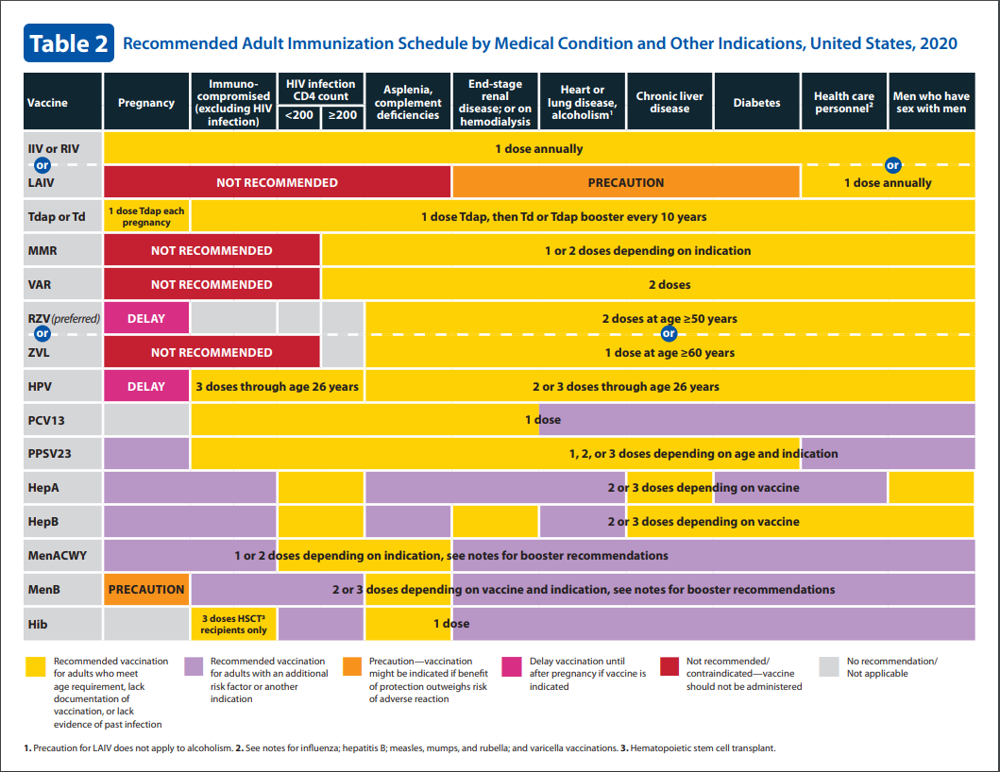 Table 2 Recommended Adult Immunization Schedule by Medical Condition and Other Indications, United States, 2020
Vaccine
Pregnancy
Immuno-
compromised
(excluding HIV
infection)
HIV infection
CD4 count
<200
≥200
Asplenia,
complement
deficiencies
End-stage
renal
disease; or on
hemodialysis
Heart or
lung disease,
alcoholism1
Chronic liver
disease
Diabetes
Health care
personnel2
Men who have
sex with men
IIV or RIV
1 dose annually
or
or
LAIV
NOT RECOMMENDED
PRECAUTION
1 dose annually
Tdap or Td
1 dose Tdap each
pregnancy
1 dose Tdap, then Td or Tdap booster every 10 years
MMR
NOT RECOMMENDED
1 or 2 doses depending on indication
VAR
NOT RECOMMENDED
2 doses
RZV (preferred)
DELAY
2 doses at age ≥50 years
or
or
ZVL
NOT RECOMMENDED
1 dose at age ≥60 years
HPV
DELAY
3 doses through age 26 years
2 or 3 doses through age 26 years
PCV13
1 dose
PPSV23
1, 2, or 3 doses depending on age and indication
HepA
2 or 3 doses depending on vaccine
HepB
2 or 3 doses depending on vaccine
MenACWY
1 or 2 doses depending on indication, see notes for booster recommendations
MenB
PRECAUTION
2 or 3 doses depending on vaccine and indication, see notes for booster recommendations
Hib
3 doses HSCT3
recipients only
1 dose
Recommended vaccination
for adults who meet
age requirement, lack
documentation of
vaccination, or lack
evidence of past infection
Recommended vaccination
for adults with an additional
risk factor or another
indication
Precaution—vaccination
might be indicated if benefit
of protection outweighs risk
of adverse reaction
Delay vaccination until
after pregnancy if vaccine is
indicated
Not recommended/
contraindicated—vaccine
should not be administered
No recommendation/
Not applicable
1. Precaution for LAIV does not apply to alcoholism. 2. See notes for influenza; hepatitis B; measles, mumps, and rubella; and varicella vaccinations. 3. Hematopoietic stem cell transplant.